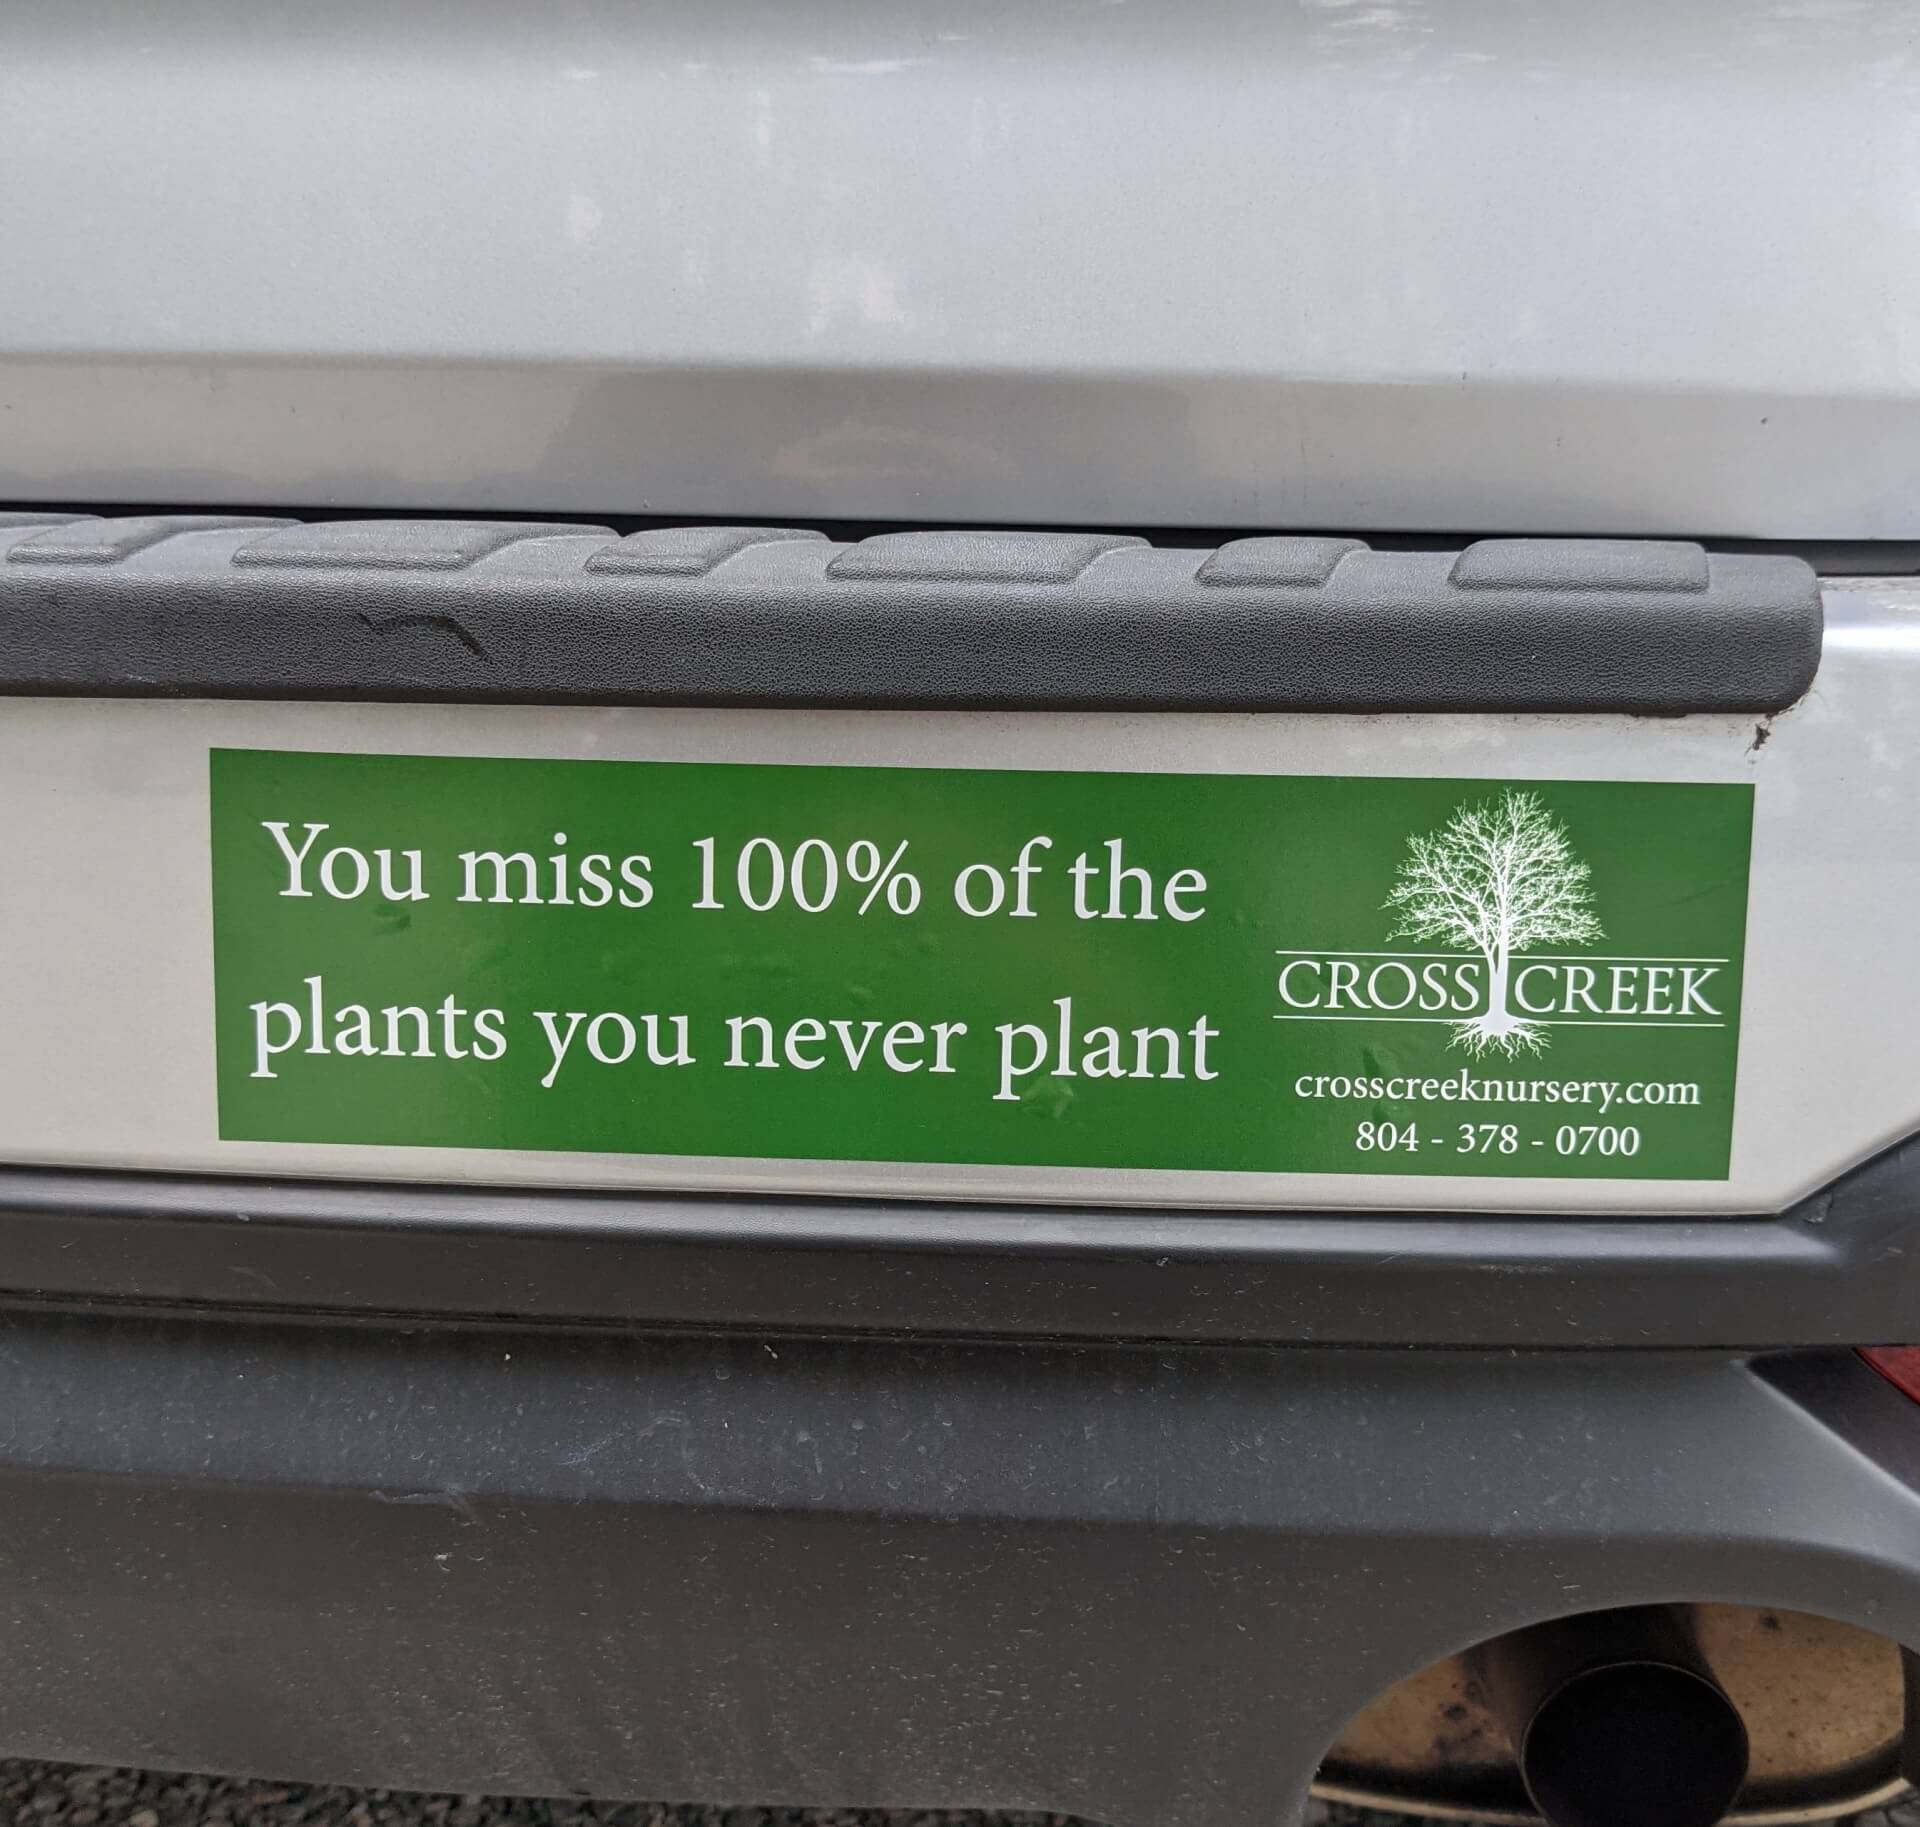 You miss 100% of the
plants you never plant
CROSS CREEK
crosscreeknursery.com
804 - 378 - 0700